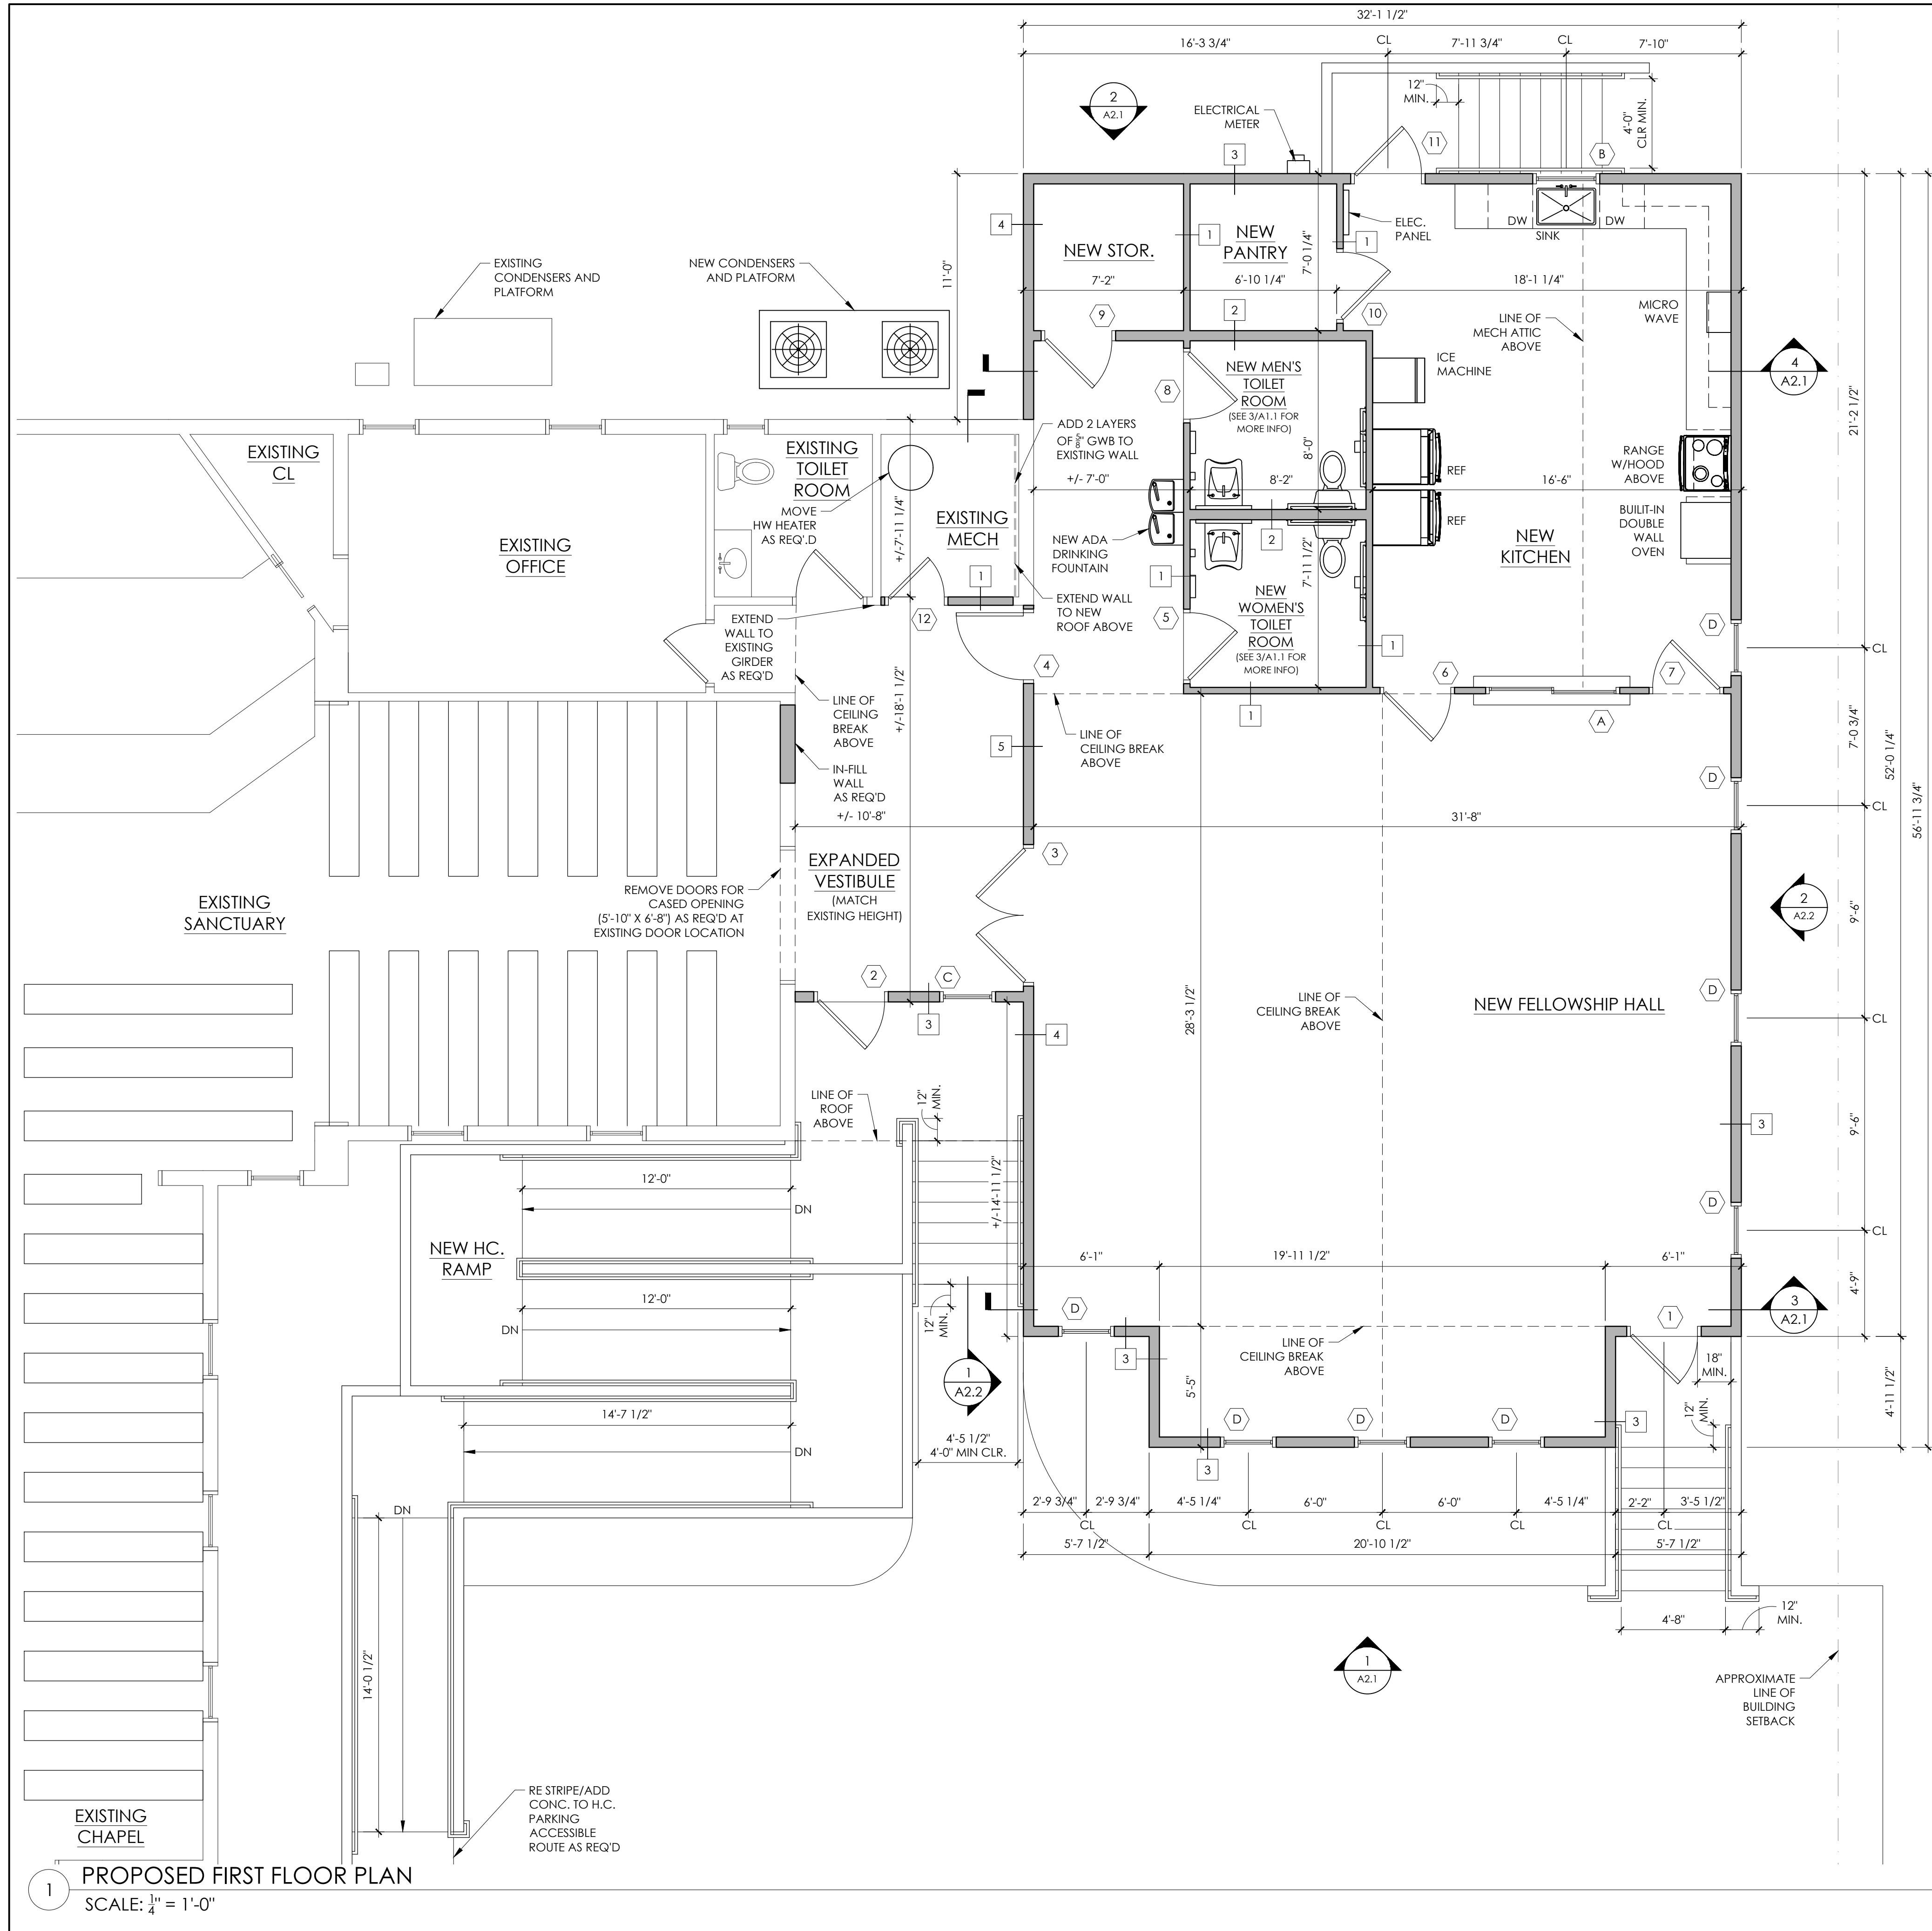 32'-1 1/2"
16'-3 3/4"
CL
7'-11 3/4"
CL
7'-10"
2
A2.1
ELECTRICAL
METER
12"
MIN.
4'-0"
CLR MIN.
11
B
3
4
NEW STOR.
1
NEW
PANTRY
7'-0 1/4"
ELEC.
PANEL
1
DW
SINK
DW
11'-0"
7'-2"
6'-10 1/4"
18'-1 1/4"
EXISTING
CONDENSERS AND
PLATFORM
NEW CONDENSERS
AND PLATFORM
9
2
10
LINE OF
MECH ATTIC
ABOVE
MICRO
WAVE
4
A2.1
ICE
MACHINE
NEW MEN'S
TOILET
ROOM
(SEE 3/A1.1 FOR
MORE INFO)
8
8'-0"
8'-2"
21'-2 1/2"
EXISTING
CL
EXISTING
TOILET
ROOM
MOVE
HW HEATER
AS REQ'.D
+/-7'-11 1/4"
EXISTING
MECH
ADD 2 LAYERS
OF 5/8" GWB TO
EXISTING WALL
+/- 7'-0"
REF
REF
16'-6"
RANGE
W/HOOD
ABOVE
BUILIT-IN
DOUBLE
WALL
OVEN
NEW
KITCHEN
EXISTING
OFFICE
NEW ADA
DRINKING
FOUNTAIN
2
7'-11 1/2"
1
1
NEW
WOMEN'S
TOILET
ROOM
(SEE 3/A1.1 FOR
MORE INFO)
5
EXTEND WALL
TO NEW
ROOF ABOVE
12
EXTEND
WALL TO
EXISTING
GIRDER
AS REQ'D
4
1
1
6
7
A
D
CL
LINE OF
CEILING
BREAK
ABOVE
+/-18'-1 1/2"
LINE OF
CEILING BREAK
ABOVE
5
IN-FILL
WALL
AS REQ'D
+/- 10'-8"
31'-8"
7'-0 3/4"
52'-0 1/4"
56'-11 3/4"
D
CL
3
EXPANDED
VESTIBULE
(MATCH
EXISTING HEIGHT)
REMOVE DOORS FOR
CASED OPENING
(5'-10" X 6'-8") AS REQ'D AT
EXISTING DOOR LOCATION
EXISTING
SANCTUARY
2
A2.2
9'-6"
2
C
3
4
28'-3 1/2"
LINE OF
CEILING BREAK
ABOVE
NEW FELLOWSHIP HALL
D
CL
LINE OF
ROOF
ABOVE
12"
MIN.
3
9'-6"
+/-14'-11 1/2"
12'-0"
DN
D
CL
NEW HC.
RAMP
6'-1"
19'-11 1/2"
6'-1"
12'-0"
DN
12"
MIN.
4'-9"
D
1
3
A2.1
LINE OF
CEILING BREAK
ABOVE
3
18"
MIN.
1
A2.2
5'-5"
4'-11 1/2"
14'-7 1/2"
DN
4'-5 1/2"
4'-0" MIN CLR.
D
D
D
3
12"
MIN.
3
DN
2'-9 3/4"
2'-9 3/4"
4'-5 1/4"
6'-0"
6'-0"
4'-5 1/4"
2'-2"
3'-5 1/2"
CL
CL
CL
CL
CL
5'-7 1/2"
20'-10 1/2"
5'-7 1/2"
4'-8"
12"
MIN.
14'-0 1/2"
1
A2.1
APPROXIMATE
LINE OF
BUILDING
SETBACK
RE STRIPE/ADD
CONC. TO H.C.
PARKING
ACCESSIBLE
ROUTE AS REQ'D
EXISTING
CHAPEL
1
PROPOSED FIRST FLOOR PLAN
SCALE: 1/4" = 1'-0"